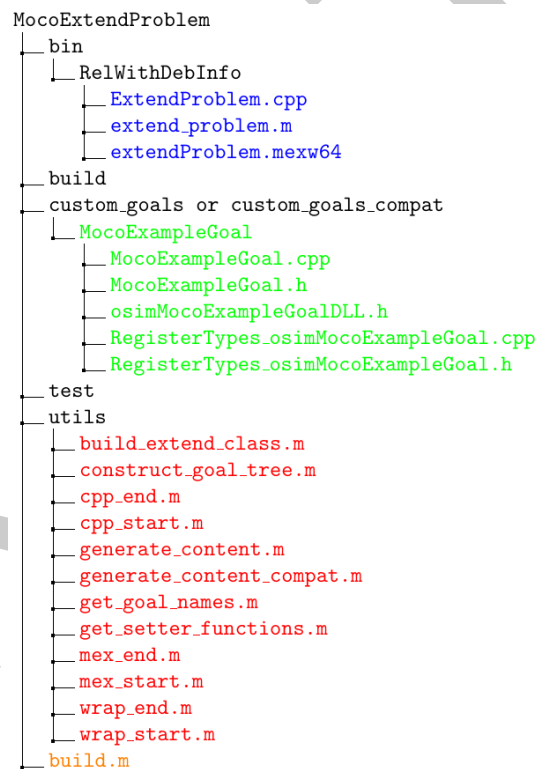 MocoExtendProblem
bin
RelWithDebInfo
ExtendProblem.cpp
extend_problem.m
extendProblem.mexw64
build
custom_goals or custom_goals_compat
MocoExampleGoal
MocoExampleGoal.cpp
MocoExampleGoal.h
osimMocoExampleGoalDLL.h
RegisterTypes_osimMocoExampleGoal.cpp
RegisterTypes_osimMocoExampleGoal.h
test
utils
build_extend_class.m
construct_goal_tree.m
cpp_end.m
cpp_start.m
generate_content.m
generate_content_compat.m
get_goal_names.m
get_setter_functions.m
mex_end.m
mex_start.m
wrap_end.m
wrap_start.m
build.m